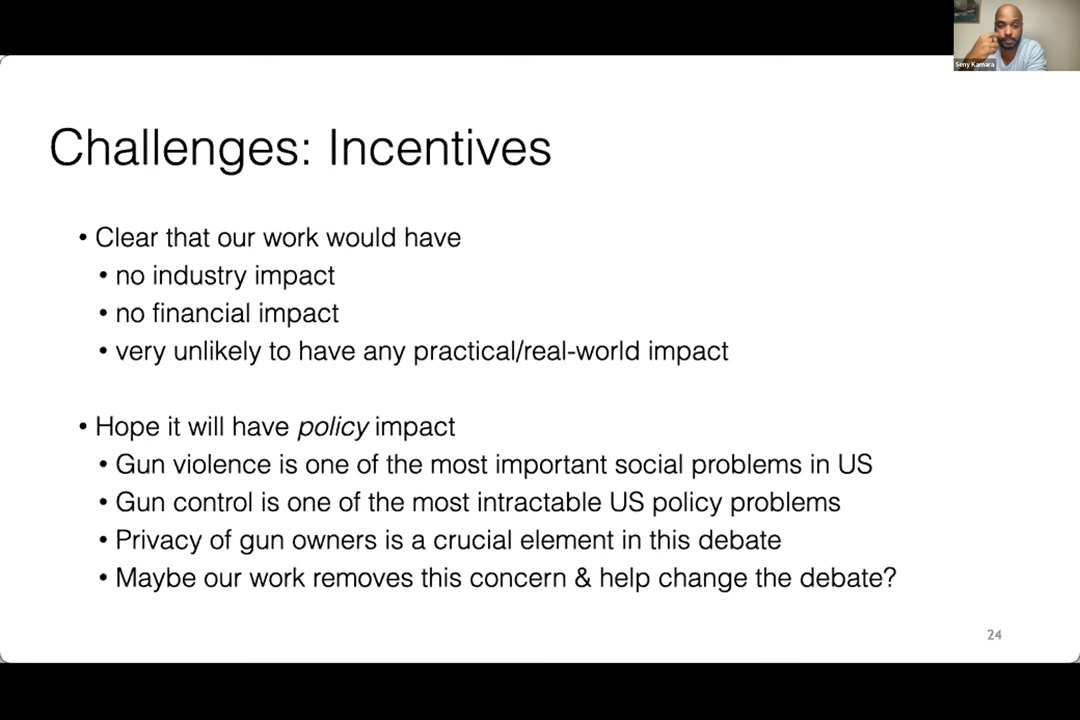 Seny Kamara
Challenges: Incentives
• Clear that our work would have
• no industry impact
• no financial impact
• very unlikely to have any practical/real-world impact
• Hope it will have policy impact
• Gun violence is one of the most important social problems in US
• Gun control is one of the most intractable US policy problems
• Privacy of gun owners is a crucial element in this debate
• Maybe our work removes this concern & help change the debate?
24